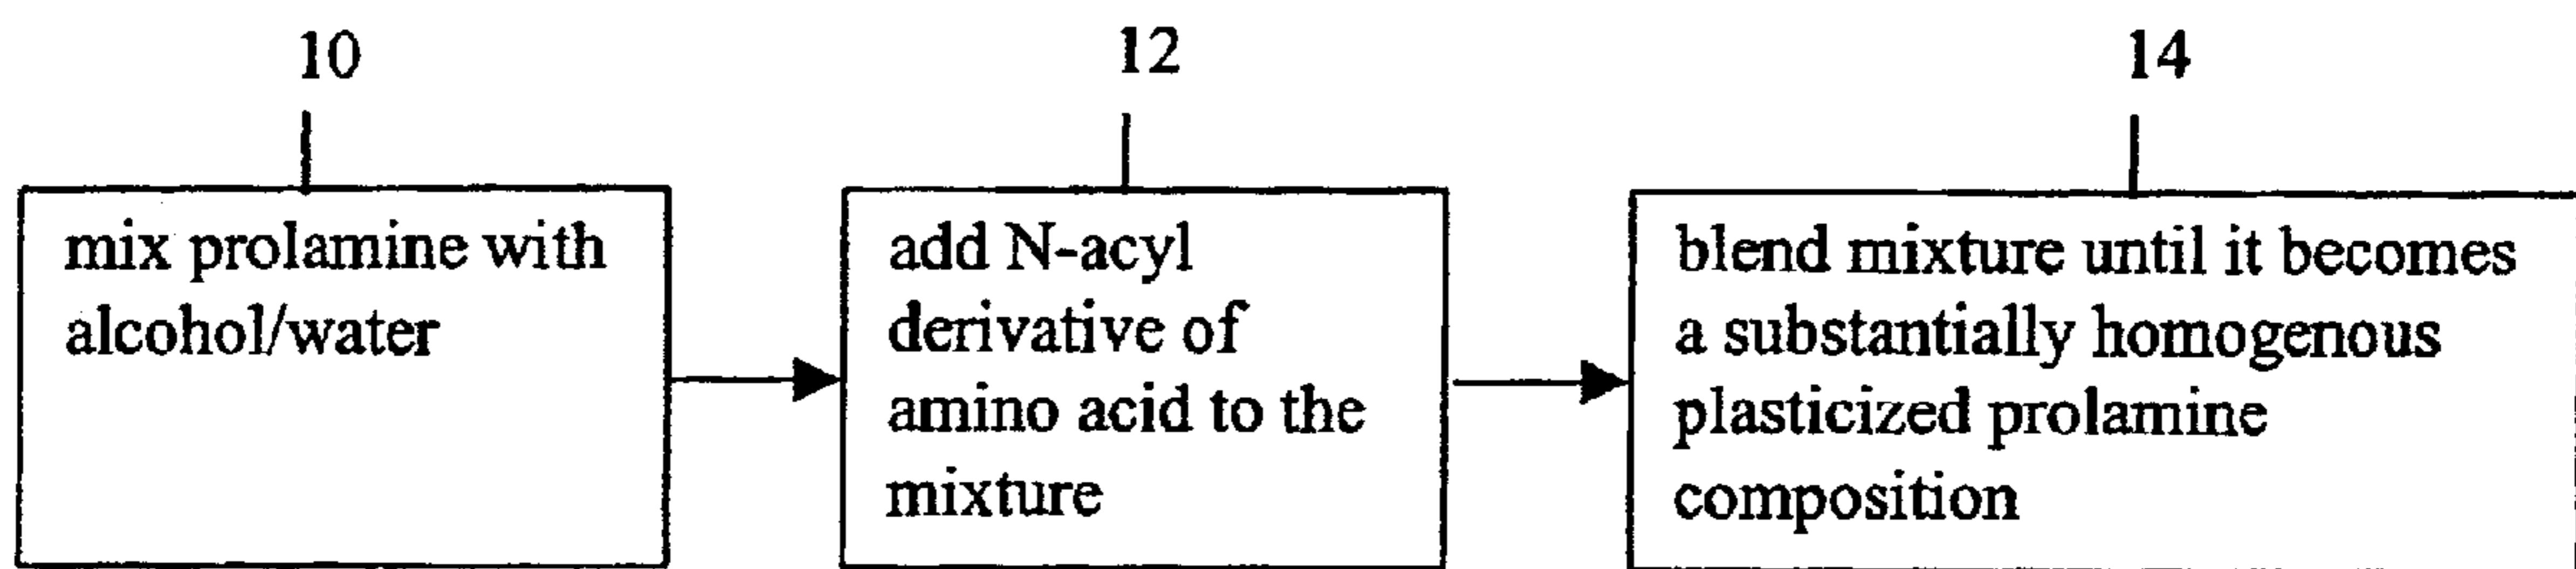 10
12
14
mix prolamine with
alcohol/water
add N-acyl
derivative of
amino acid to the
mixture
blend mixture until it becomes
a substantially homogenous
plasticized prolamine
composition